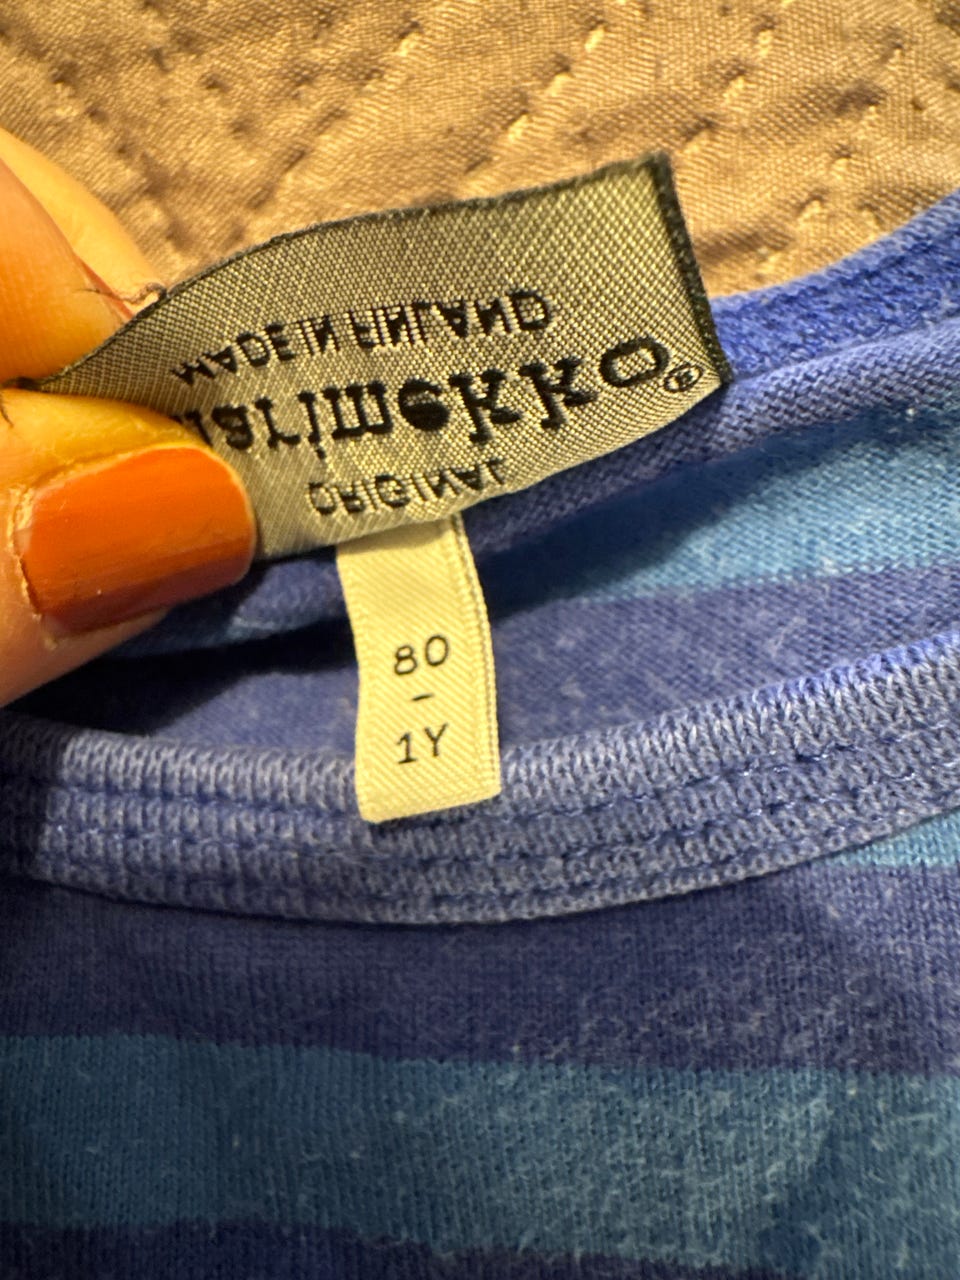 ORIGINAL
marimekko®
MADE IN FINLAND
80
-
1Y